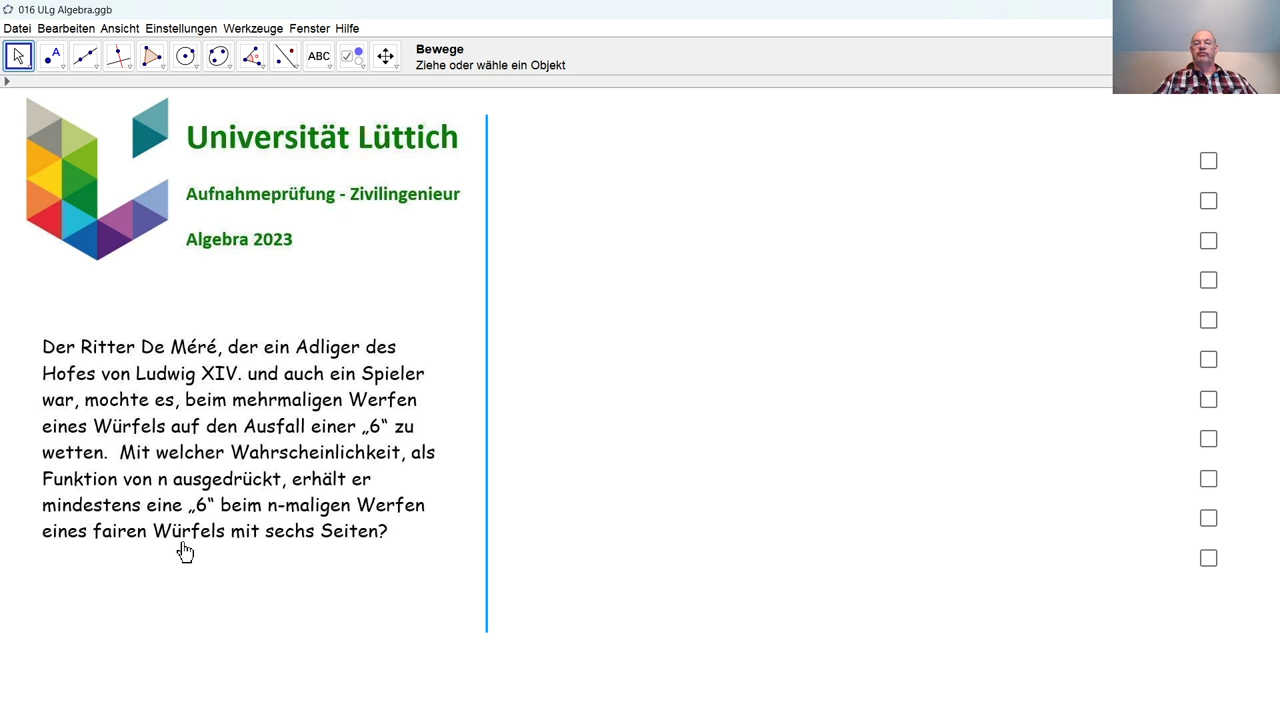 016 ULg Algebra.ggb
Datei Bearbeiten Ansicht Einstellungen Werkzeuge Fenster Hilfe
A
ABC
Bewege
Ziehe oder wähle ein Objekt
Universität Lüttich
Aufnahmeprüfung - Zivilingenieur
Algebra 2023
Der Ritter De Méré, der ein Adliger des
Hofes von Ludwig XIV. und auch ein Spieler
war, mochte es, beim mehrmaligen Werfen
eines Würfels auf den Ausfall einer „6“ zu
wetten.  Mit welcher Wahrscheinlichkeit, als
Funktion von n ausgedrückt, erhält er
mindestens eine „6“ beim n-maligen Werfen
eines fairen Würfels mit sechs Seiten?